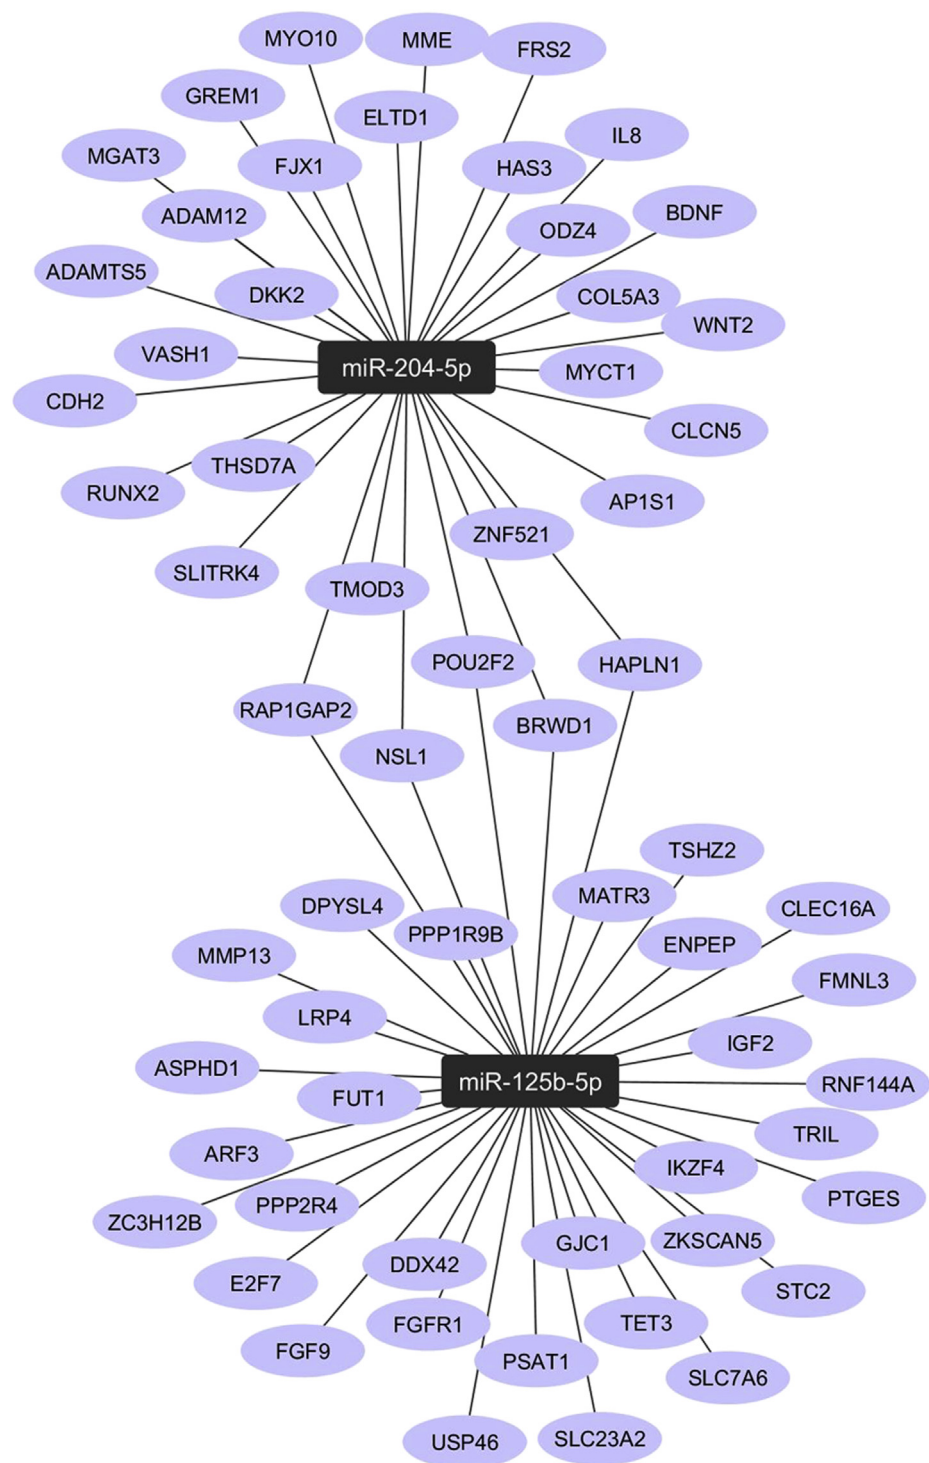 MYO10
MME
FRS2
GREM1
ELTD1
IL8
MGAT3
FJX1
HAS3
ADAM12
ODZ4
BDNF
ADAMTS5
DKK2
COL5A3
WNT2
VASH1
miR-204-5p
MYCT1
CDH2
CLCN5
RUNX2
THSD7A
AP1S1
ZNF521
SLITRK4
TMOD3
POU2F2
HAPLN1
RAP1GAP2
BRWD1
NSL1
TSHZ2
DPYSL4
MATR3
CLEC16A
PPP1R9B
ENPEP
MMP13
FMNL3
LRP4
IGF2
ASPHD1
miR-125b-5p
RNF144A
FUT1
TRIL
ARF3
IKZF4
PTGES
PPP2R4
ZC3H12B
GJC1
ZKSCAN5
DDX42
E2F7
STC2
FGFR1
TET3
FGF9
PSAT1
SLC7A6
USP46
SLC23A2